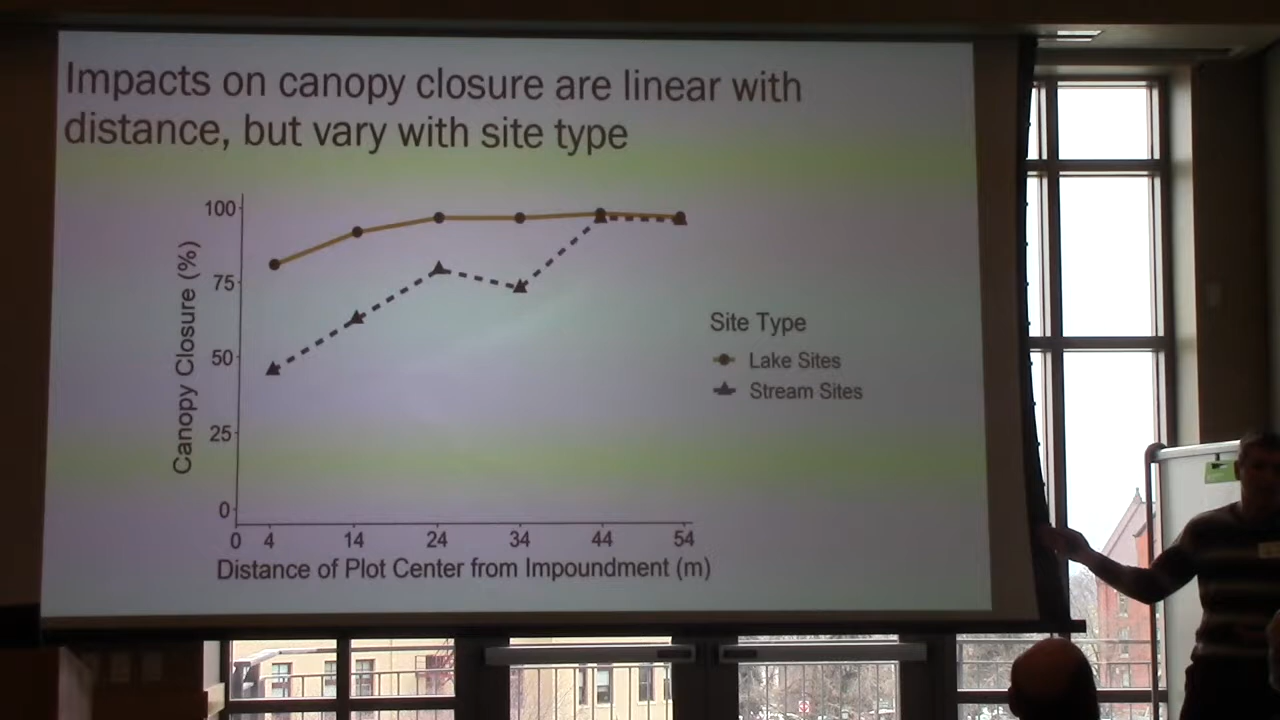 Impacts on canopy closure are linear with
distance, but vary with site type
100
75
50
25
0
Canopy Closure (%)
0 4 14 24 34 44 54
Distance of Plot Center from Impoundment (m)
Site Type
Lake Sites
Stream Sites